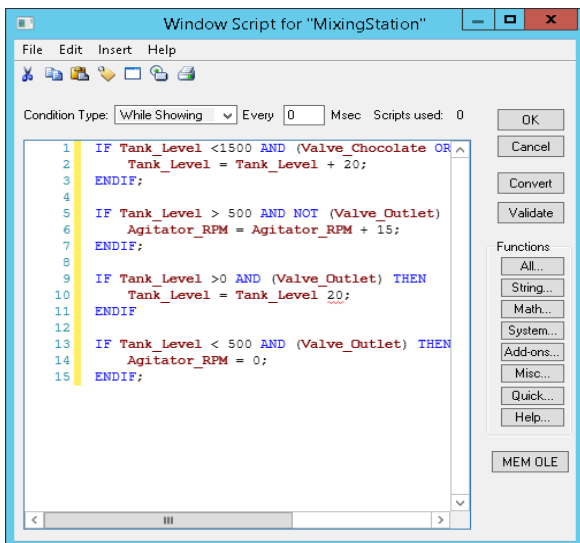 Window Script for "MixingStation"
File Edit Insert Help
Condition Type: While Showing Every 0 Msec Scripts used: 0
OK
Cancel
Convert
Validate
Functions
All...
String...
Math...
System...
Add-ons...
Misc...
Quick...
Help...
MEM OLE
1 IF Tank_Level <1500 AND (Valve_Chocolate OR
2 Tank_Level = Tank_Level + 20;
3 ENDIF;
4
5 IF Tank_Level > 500 AND NOT (Valve_Outlet)
6 Agitator_RPM = Agitator_RPM + 15;
7 ENDIF;
8
9 IF Tank_Level >0 AND (Valve_Outlet) THEN
10 Tank_Level = Tank_Level 20;
11 ENDIF
12
13 IF Tank_Level < 500 AND (Valve_Outlet) THEN
14 Agitator_RPM = 0;
15 ENDIF;